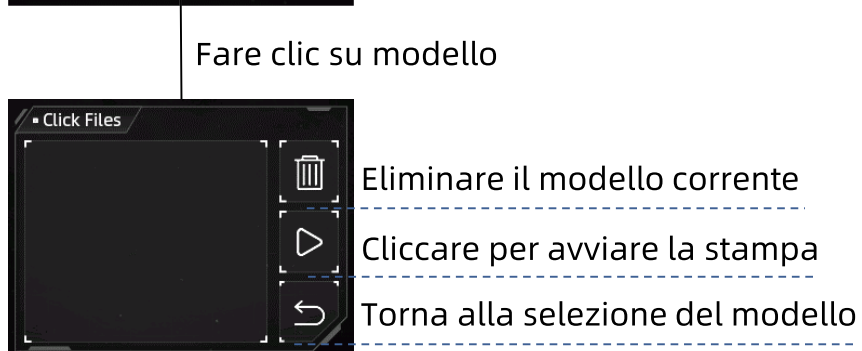 Fare clic su modello
Click Files
Eliminare il modello corrente
Cliccare per avviare la stampa
Torna alla selezione del modello